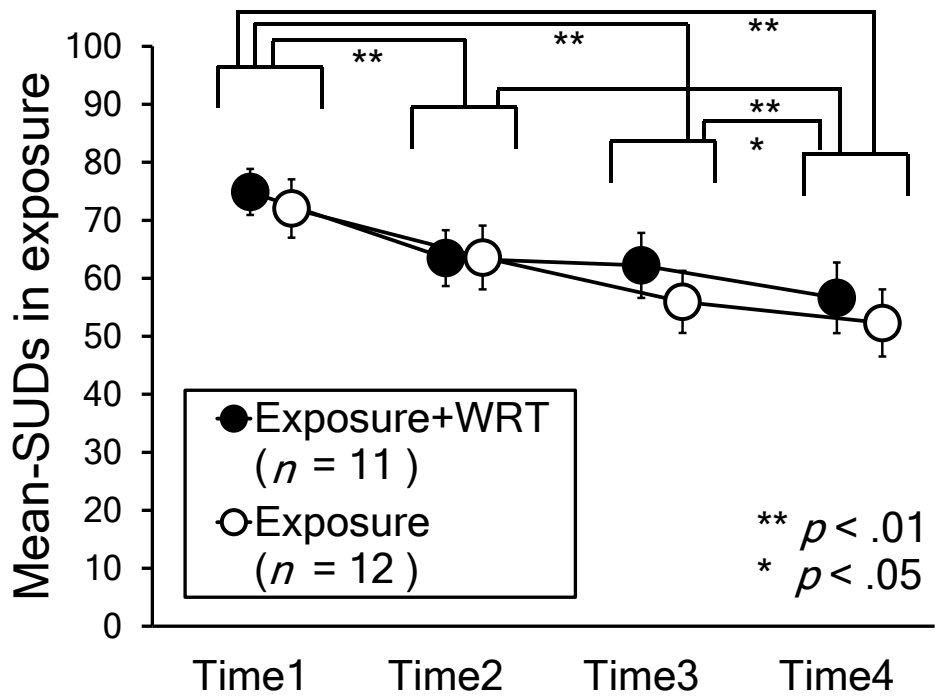 **
**
**
**
*
Mean-SUDs in exposure
100
90
80
70
60
50
40
30
20
10
0
Exposure+WRT
(n = 11 )
Exposure
(n = 12 )
** p < .01
* p < .05
Time1 Time2 Time3 Time4